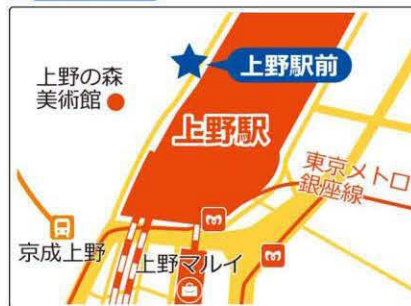 上野の森
美術館
上野駅前
上野駅
東京メトロ
銀座線
京成上野
上野マルイ